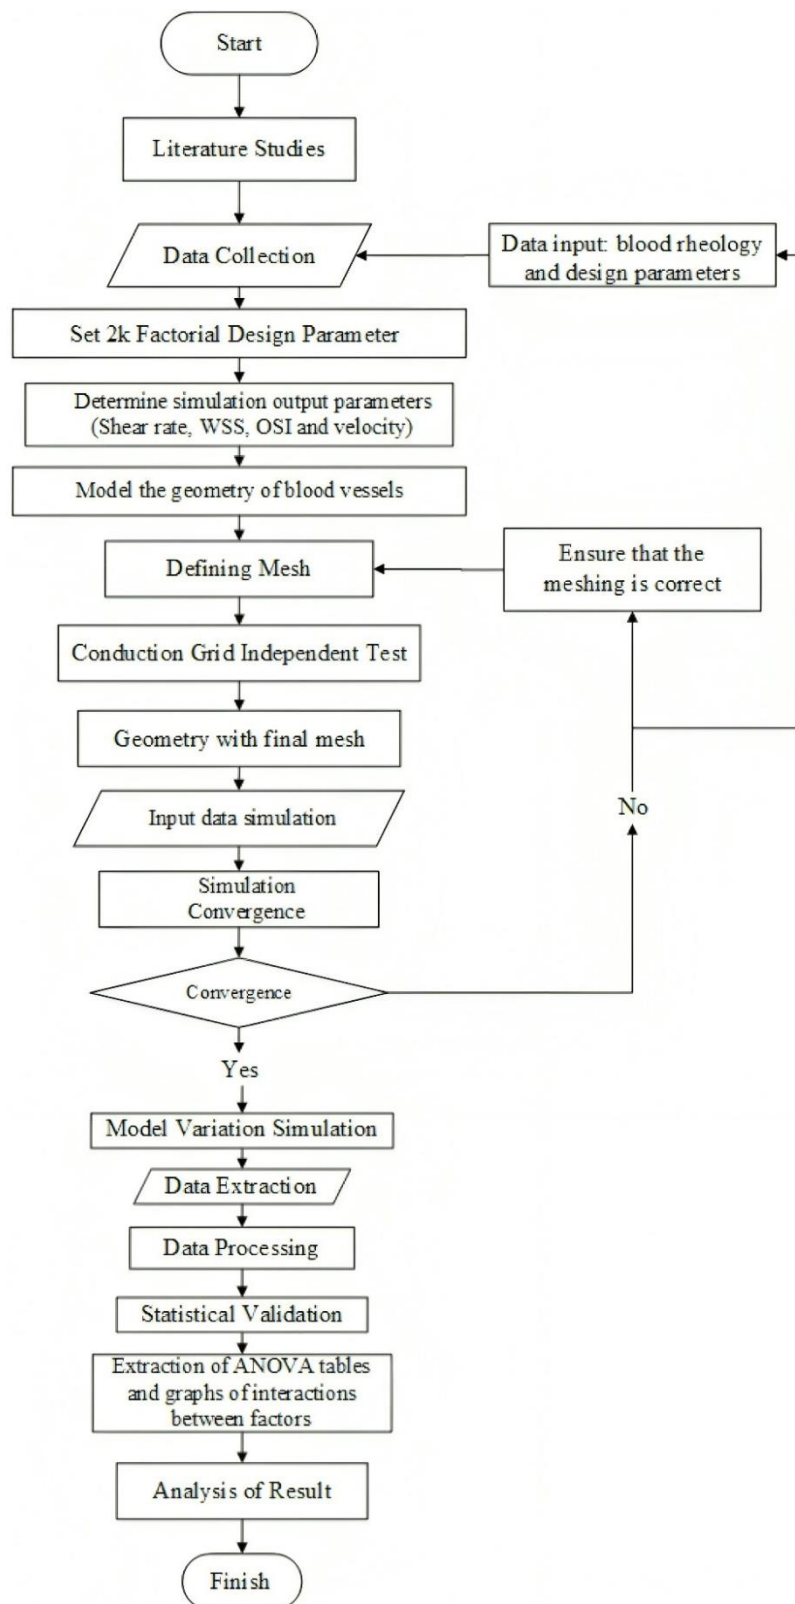 Start
Literature Studies
Data Collection
Data input: blood rheology
and design parameters
Set 2k Factorial Design Parameter
Determine simulation output parameters
(Shear rate, WSS, OSI and velocity)
Model the geometry of blood vessels
Defining Mesh
Ensure that the
meshing is correct
Conduction Grid Independent Test
Geometry with final mesh
Input data simulation
No
Simulation
Convergence
Convergence
Yes
Model Variation Simulation
Data Extraction
Data Processing
Statistical Validation
Extraction of ANOVA tables
and graphs of interactions
between factors
Analysis of Result
Finish